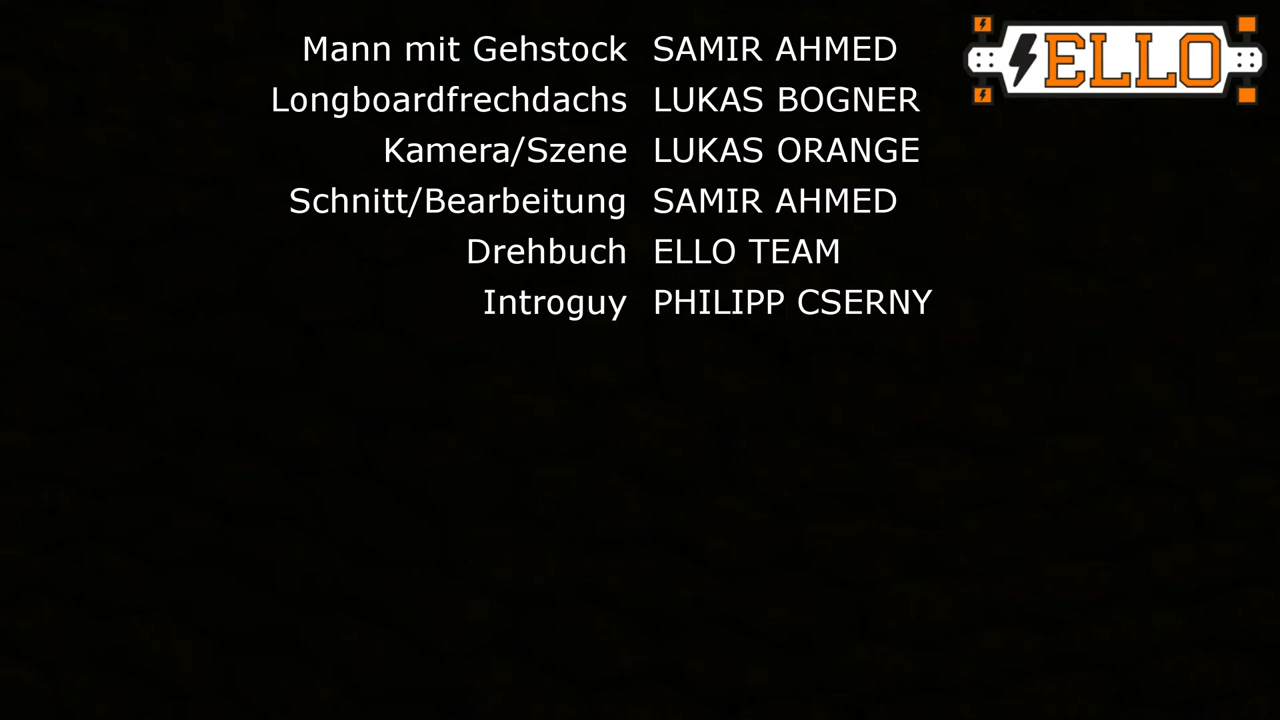 Mann mit Gehstock SAMIR AHMED
Longboardfrechdachs LUKAS BOGNER
Kamera/Szene LUKAS ORANGE
Schnitt/Bearbeitung SAMIR AHMED
Drehbuch ELLO TEAM
Introguy PHILIPP CSERNY
ELLO